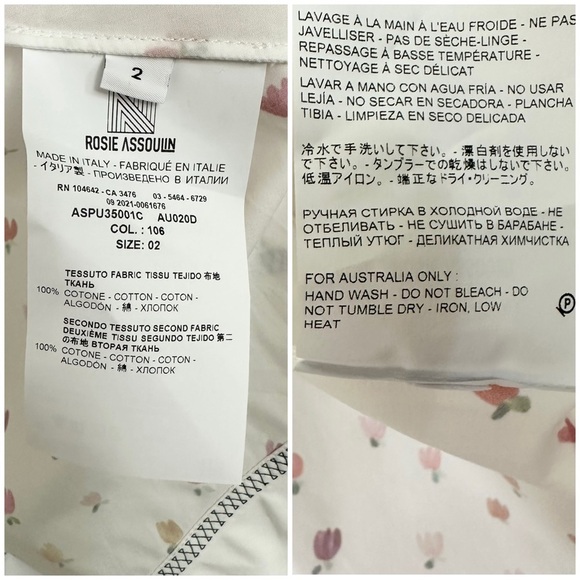 2
ROSIE ASSOULIN
MADE IN ITALY - FABRIQUÉ EN ITALIE
- イタリア製 - ПРОИЗВЕДЕНО В ИТАЛИИ
RN 104642 - CA 3476 03 - 5464 - 6729
09 2021-0061676
ASPU35001C AU020D
COL. : 106
SIZE: 02
TESSUTO FABRIC TISSU TEJIDO 布地
ТКАНЬ
100% COTONE - COTTON - COTON -
ALGODÓN - 綿 - ХЛОПОК
SECONDO TESSUTO SECOND FABRIC
DEUXIÈME TISSU SEGUNDO TEJIDO 第二
の布地 ВТОРАЯ ТКАНЬ
100% COTONE - COTTON - COTON -
ALGODÓN - 綿 - ХЛОПОК
LAVAGE À LA MAIN À L'EAU FROIDE - NE PAS
JAVELLISER - PAS DE SÈCHE-LINGE -
REPASSAGE À BASSE TEMPÉRATURE -
NETTOYAGE À SEC DÉLICAT
LAVAR A MANO CON AGUA FRÍA - NO USAR
LEJÍA - NO SECAR EN SECADORA - PLANCHA
TIBIA - LIMPIEZA EN SECO DELICADA
冷水で手洗いして下さい。- 漂白剤を使用しない
で下さい。- タンブラーでの乾燥はしないで下さい。
低温アイロン。- 端正なドライ・クリーニング。
РУЧНАЯ СТИРКА В ХОЛОДНОЙ ВОДЕ - НЕ
ОТБЕЛИВАТЬ - НЕ СУШИТЬ В БАРАБАНЕ -
ТЕПЛЫЙ УТЮГ - ДЕЛИКАТНАЯ ХИМЧИСТКА
FOR AUSTRALIA ONLY :
HAND WASH - DO NOT BLEACH - DO
NOT TUMBLE DRY - IRON, LOW
HEAT
P